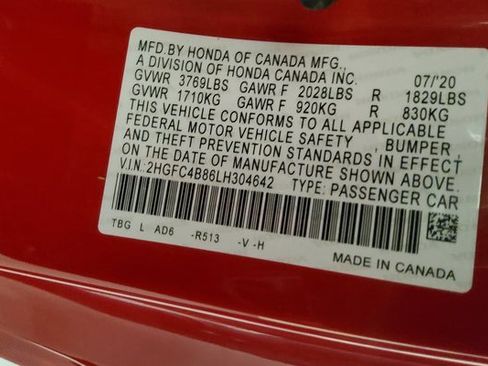 MFD.BY HONDA OF CANADA MFG.,
A DIVISION OF HONDA CANADA INC. 07/'20
GVWR 3769LBS GAWR F 2028LBS R 1829LBS
GVWR 1710KG GAWR F 920KG R 830KG
THIS VEHICLE CONFORMS TO ALL APPLICABLE
FEDERAL MOTOR VEHICLE SAFETY , BUMPER
AND THEFT PREVENTION STANDARDS IN EFFECT
ON THE DATE OF MANUFACTURE SHOWN ABOVE.
V.I.N.:2HGFC4B86LH304642 TYPE: PASSENGER CAR
TBG L AD6 -R513 -V -H
MADE IN CANADA